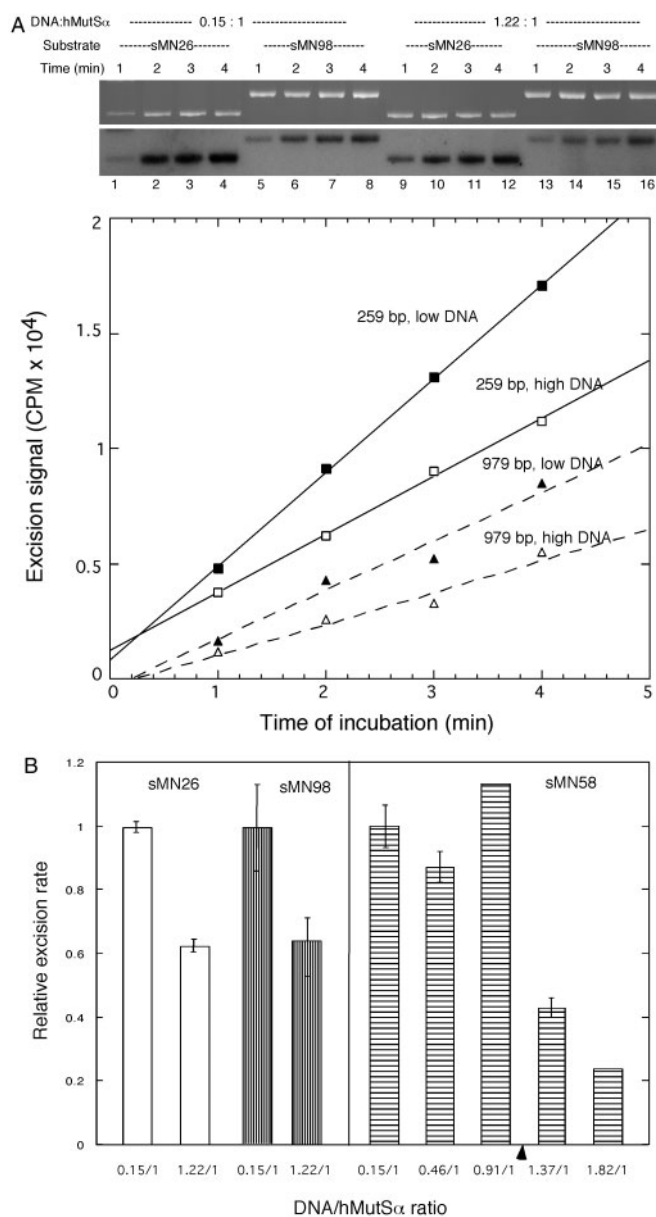 A
DNA:hMutSα ---------------- 0.15 : 1 ---------------- ---------------- 1.22 : 1 ----------------
Substrate -------sMN26-------- -------sMN98-------- -------sMN26-------- -------sMN98--------
Time (min) 1 2 3 4 1 2 3 4 1 2 3 4 1 2 3 4
1 2 3 4 5 6 7 8 9 10 11 12 13 14 15 16
2
1.5
1
0.5
0
Excision signal (CPM x 10⁴)
259 bp, low DNA
259 bp, high DNA
979 bp, low DNA
979 bp, high DNA
0 1 2 3 4 5
Time of incubation (min)
B
1.2
1
0.8
0.6
0.4
0.2
0
Relative excision rate
sMN26 sMN98 sMN58
0.15/1 1.22/1 0.15/1 1.22/1 0.15/1 0.46/1 0.91/1 1.37/1 1.82/1
DNA/hMutSα ratio